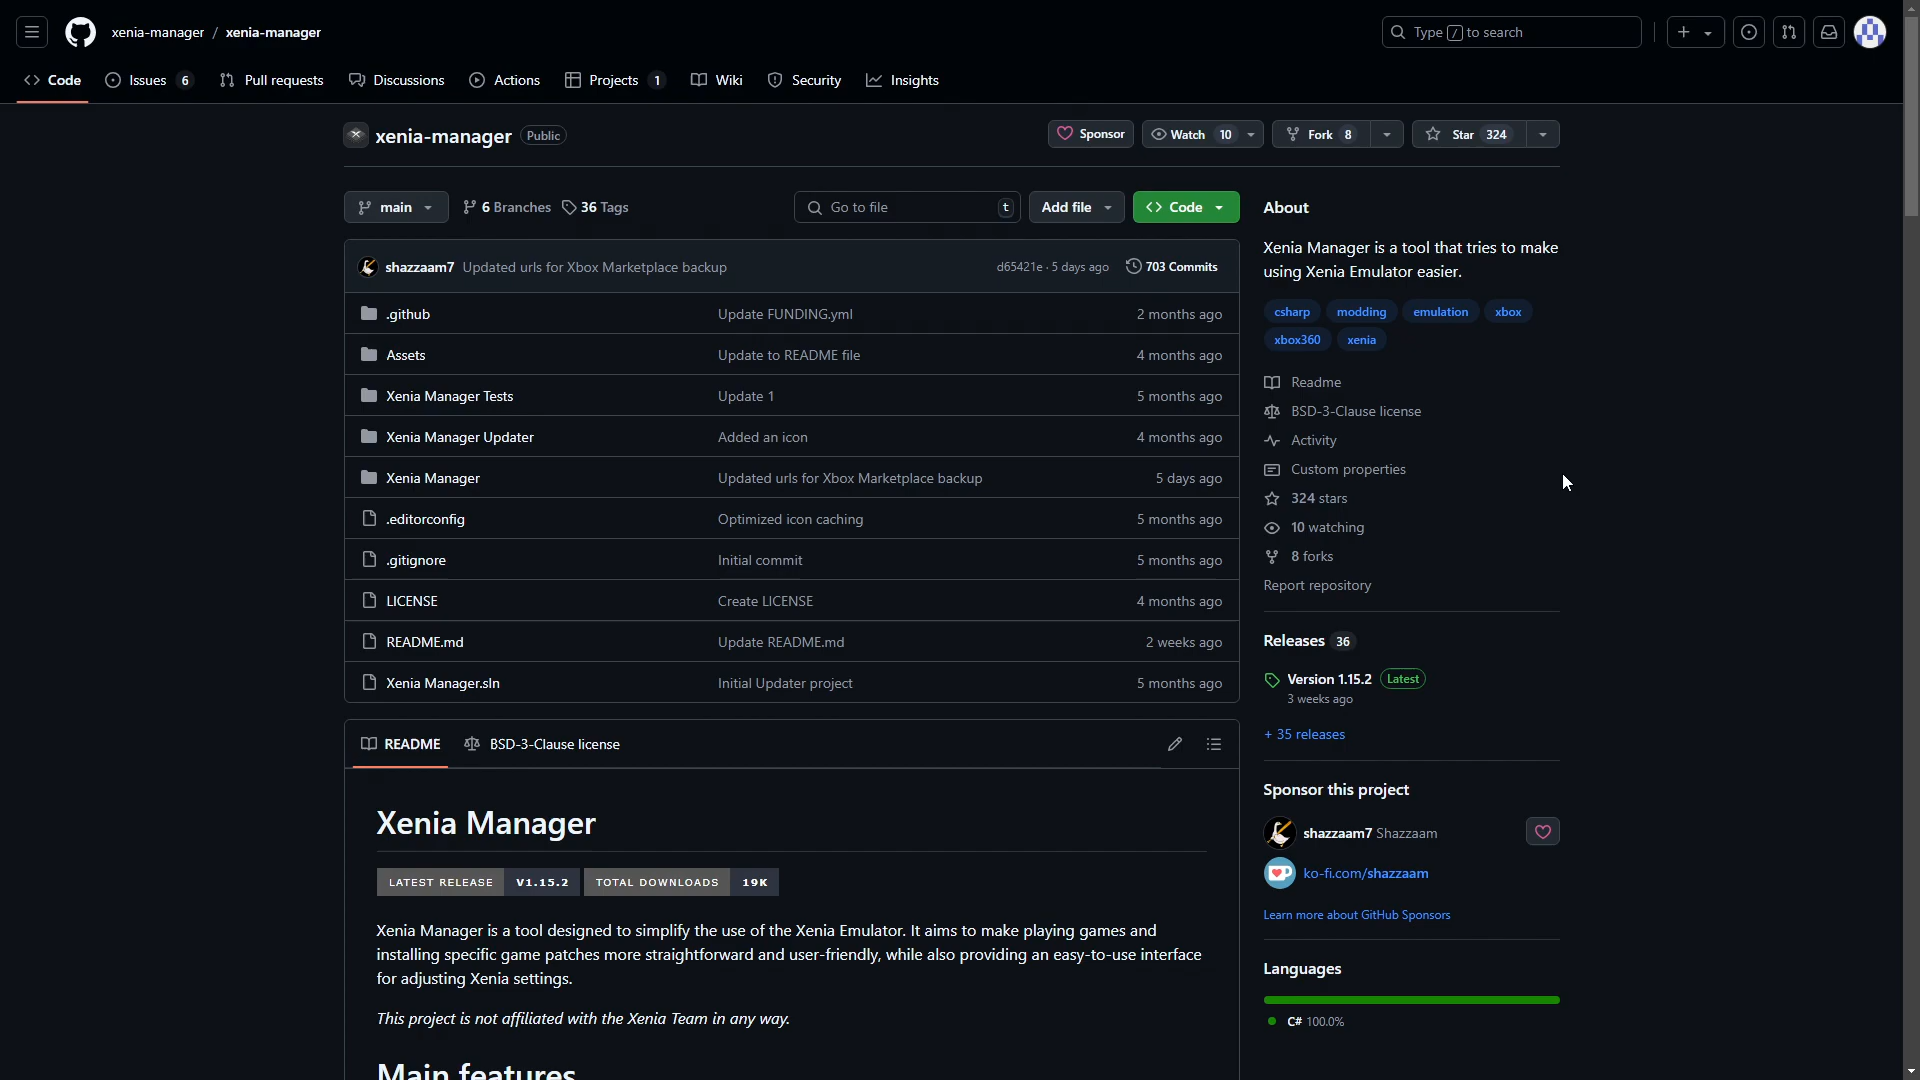 xenia-manager / xenia-manager
Type / to search
Code
Issues 6
Pull requests
Discussions
Actions
Projects 1
Wiki
Security
Insights
xenia-manager Public
Sponsor
Watch 10
Fork 8
Star 324
main
6 Branches
36 Tags
Go to file t
Add file
Code
shazzaam7 Updated urls for Xbox Marketplace backup d65421e · 5 days ago 703 Commits
.github Update FUNDING.yml 2 months ago
Assets Update to README file 4 months ago
Xenia Manager Tests Update 1 5 months ago
Xenia Manager Updater Added an icon 4 months ago
Xenia Manager Updated urls for Xbox Marketplace backup 5 days ago
.editorconfig Optimized icon caching 5 months ago
.gitignore Initial commit 5 months ago
LICENSE Create LICENSE 4 months ago
README.md Update README.md 2 weeks ago
Xenia Manager.sln Initial Updater project 5 months ago
README
BSD-3-Clause license
Xenia Manager
LATEST RELEASE V1.15.2 TOTAL DOWNLOADS 19K
Xenia Manager is a tool designed to simplify the use of the Xenia Emulator. It aims to make playing games and
installing specific game patches more straightforward and user-friendly, while also providing an easy-to-use interface
for adjusting Xenia settings.
This project is not affiliated with the Xenia Team in any way.
Main features
About
Xenia Manager is a tool that tries to make
using Xenia Emulator easier.
csharp modding emulation xbox
xbox360 xenia
Readme
BSD-3-Clause license
Activity
Custom properties
324 stars
10 watching
8 forks
Report repository
Releases 36
Version 1.15.2 Latest
3 weeks ago
+ 35 releases
Sponsor this project
shazzaam7 Shazzaam
ko-fi.com/shazzaam
Learn more about GitHub Sponsors
Languages
C# 100.0%